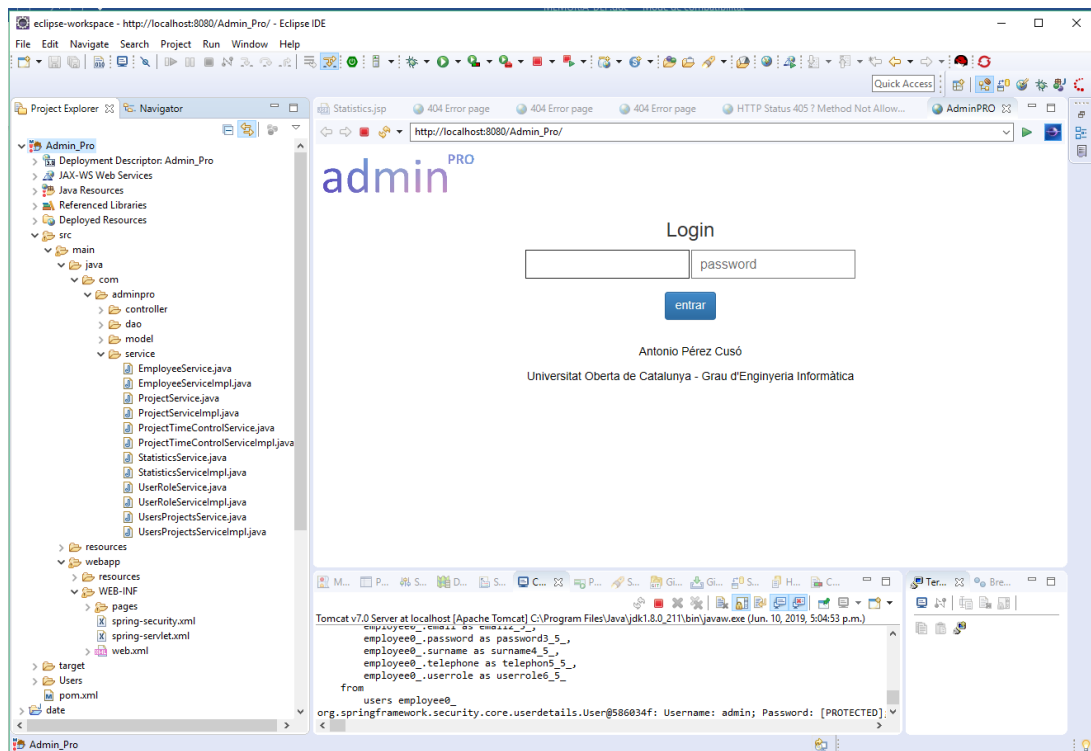 eclipse-workspace - http://localhost:8080/Admin_Pro/ - Eclipse IDE
File Edit Navigate Search Project Run Window Help
Quick Access
Project Explorer Navigator
Statistics.jsp 404 Error page 404 Error page 404 Error page HTTP Status 405 ? Method Not Allow... AdminPRO
http://localhost:8080/Admin_Pro/
Admin_Pro
Deployment Descriptor: Admin_Pro
JAX-WS Web Services
Java Resources
Referenced Libraries
Deployed Resources
src
main
java
com
adminpro
controller
dao
model
service
EmployeeService.java
EmployeeServiceImpl.java
ProjectService.java
ProjectServiceImpl.java
ProjectTimeControlService.java
ProjectTimeControlServiceImpl.java
StatisticsService.java
StatisticsServiceImpl.java
UserRoleService.java
UserRoleServiceImpl.java
UsersProjectsService.java
UsersProjectsServiceImpl.java
resources
webapp
resources
WEB-INF
pages
spring-security.xml
spring-servlet.xml
web.xml
target
Users
pom.xml
date
admin PRO
Login
password
entrar
Antonio Pérez Cusó
Universitat Oberta de Catalunya - Grau d'Enginyeria Informàtica
M... P... S... D... S... C... P... S... Gi... Gi... S... H... C...
Ter... Bre...
Tomcat v7.0 Server at localhost [Apache Tomcat] C:\Program Files\Java\jdk1.8.0_211\bin\javaw.exe (Jun. 10, 2019, 5:04:53 p.m.)
employee0_.email as email2_5_,
employee0_.password as password3_5_,
employee0_.surname as surname4_5_,
employee0_.telephone as telephon5_5_,
employee0_.userrole as userrole6_5_
from
users employee0_
org.springframework.security.core.userdetails.User@586034f: Username: admin; Password: [PROTECTED];
Admin_Pro